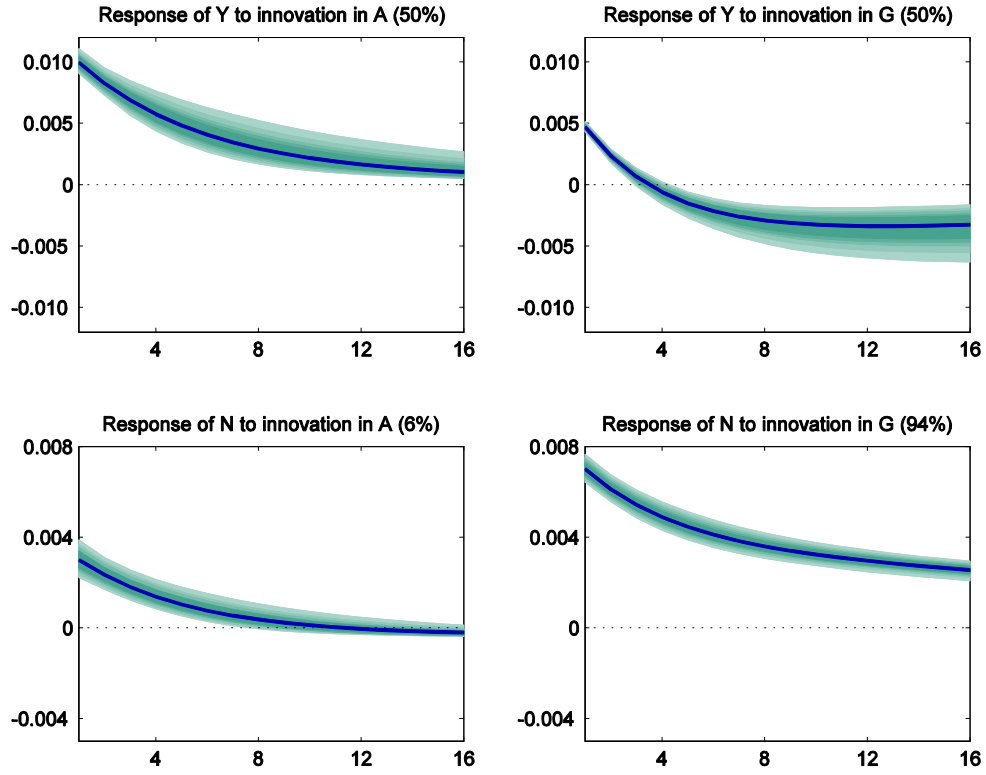 Response of Y to innovation in A (50%)
0.010
0.005
0
-0.005
-0.010
4 8 12 16
Response of Y to innovation in G (50%)
0.010
0.005
0
-0.005
-0.010
4 8 12 16
Response of N to innovation in A (6%)
0.008
0.004
0
-0.004
4 8 12 16
Response of N to innovation in G (94%)
0.008
0.004
0
-0.004
4 8 12 16